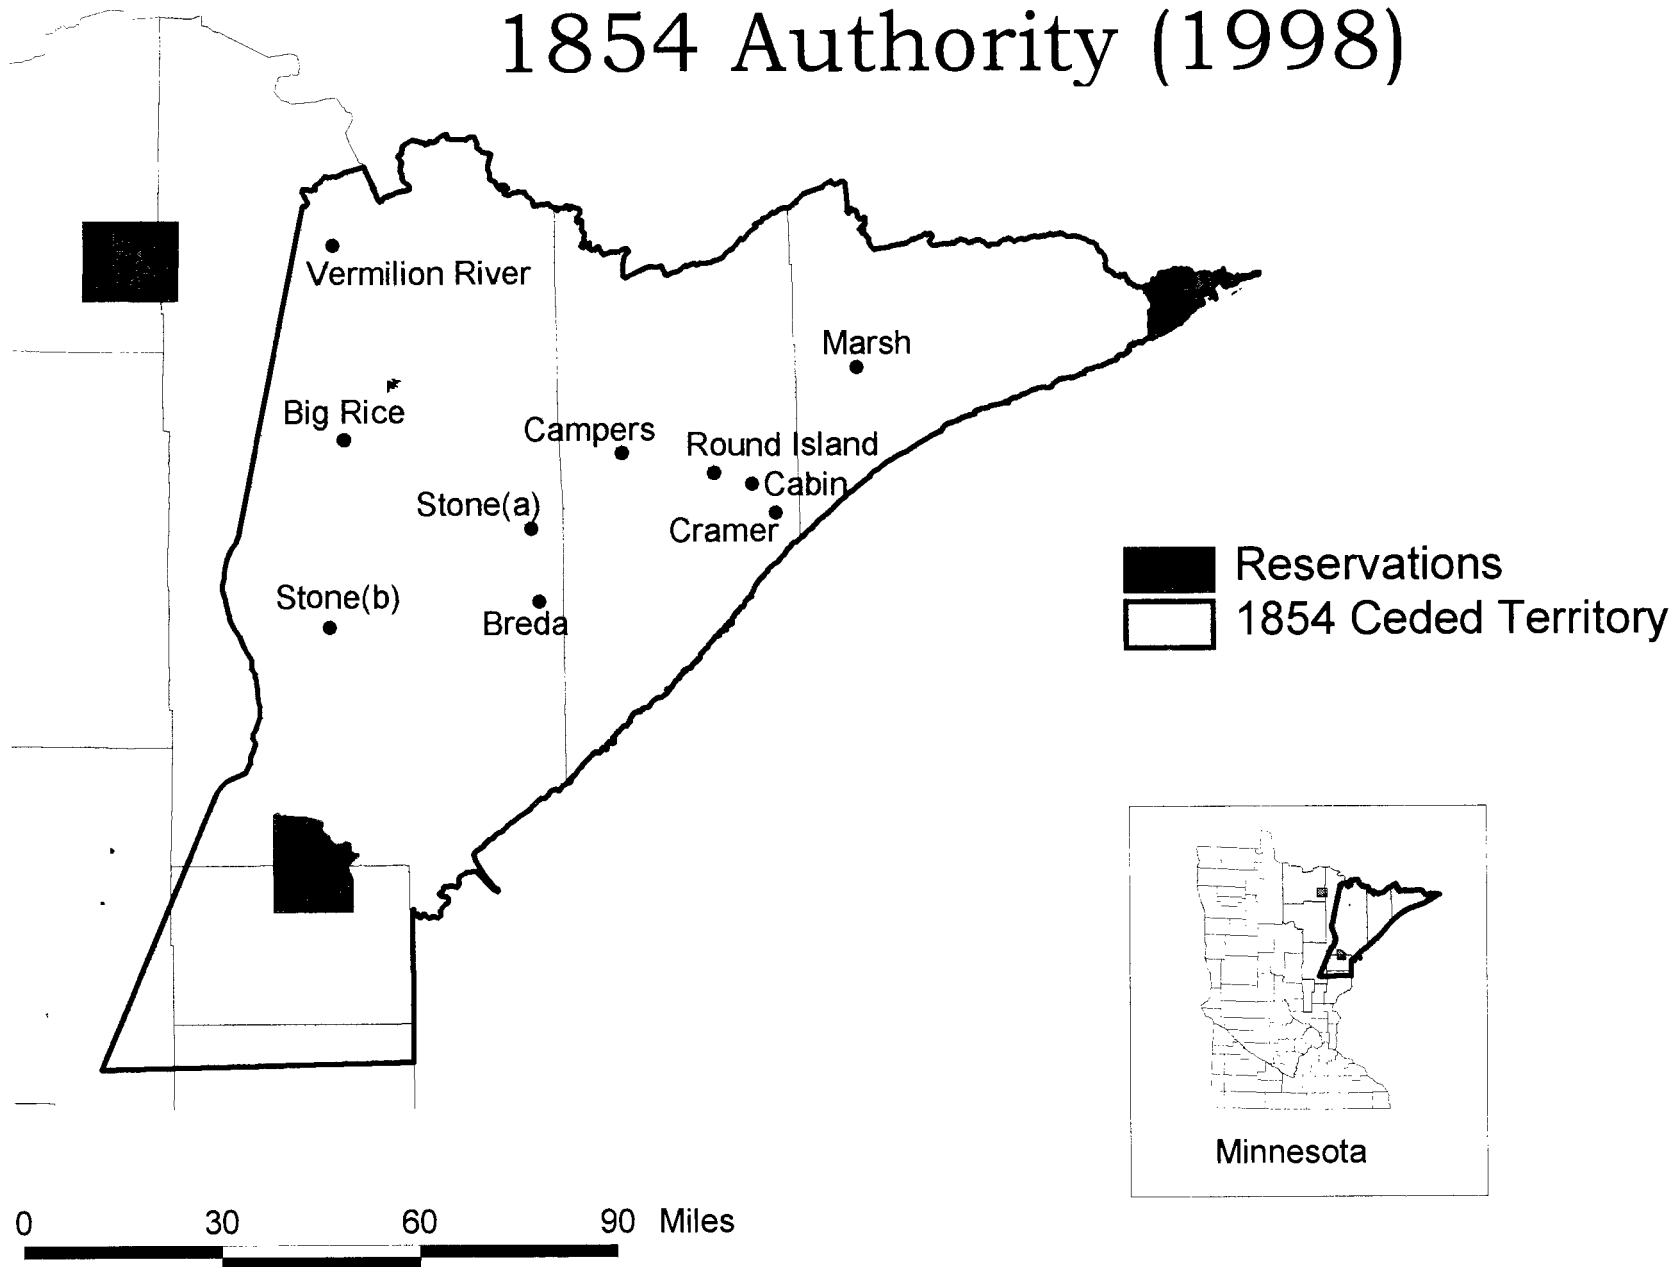 1854 Authority (1998)
Vermilion River
Marsh
Big Rice
Campers
Round Island
Cabin
Stone(a)
Cramer
Reservations
Stone(b)
Breda
1854 Ceded Territory
Minnesota
0 30 60 90 Miles